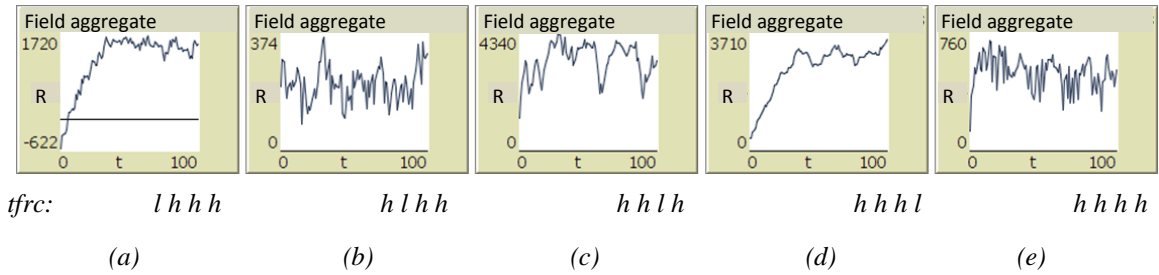 Field aggregate Field aggregate Field aggregate Field aggregate Field aggregate
1720 374 4340 3710 760
R R R R R
-622 0 0 0 0
0 t 100 0 t 100 0 t 100 0 t 100 0 t 100
tfrc: l h h h h l h h h h l h h h h l h h h h
(a) (b) (c) (d) (e)